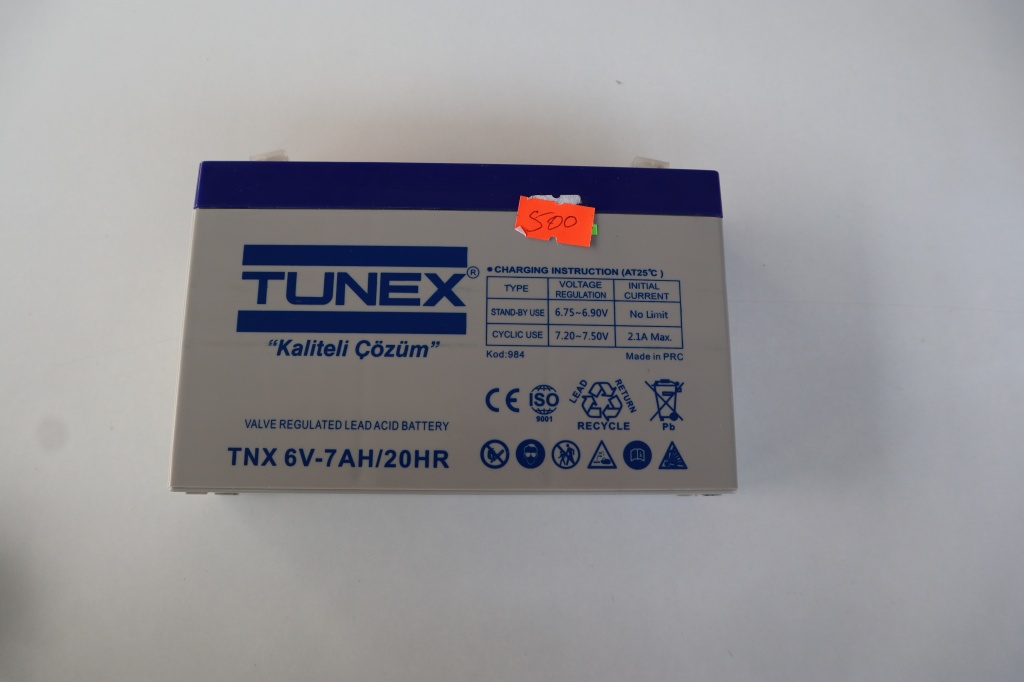 500
TUNEX®
"Kaliteli Çözüm"
VALVE REGULATED LEAD ACID BATTERY
TNX 6V-7AH/20HR
•CHARGING INSTRUCTION (AT25℃)
TYPE VOLTAGE REGULATION INITIAL CURRENT
STAND-BY USE 6.75~6.90V No Limit
CYCLIC USE 7.20~7.50V 2.1A Max.
Kod:984 Made in PRC
CE ISO 9001 LEAD RETURN RECYCLE Pb